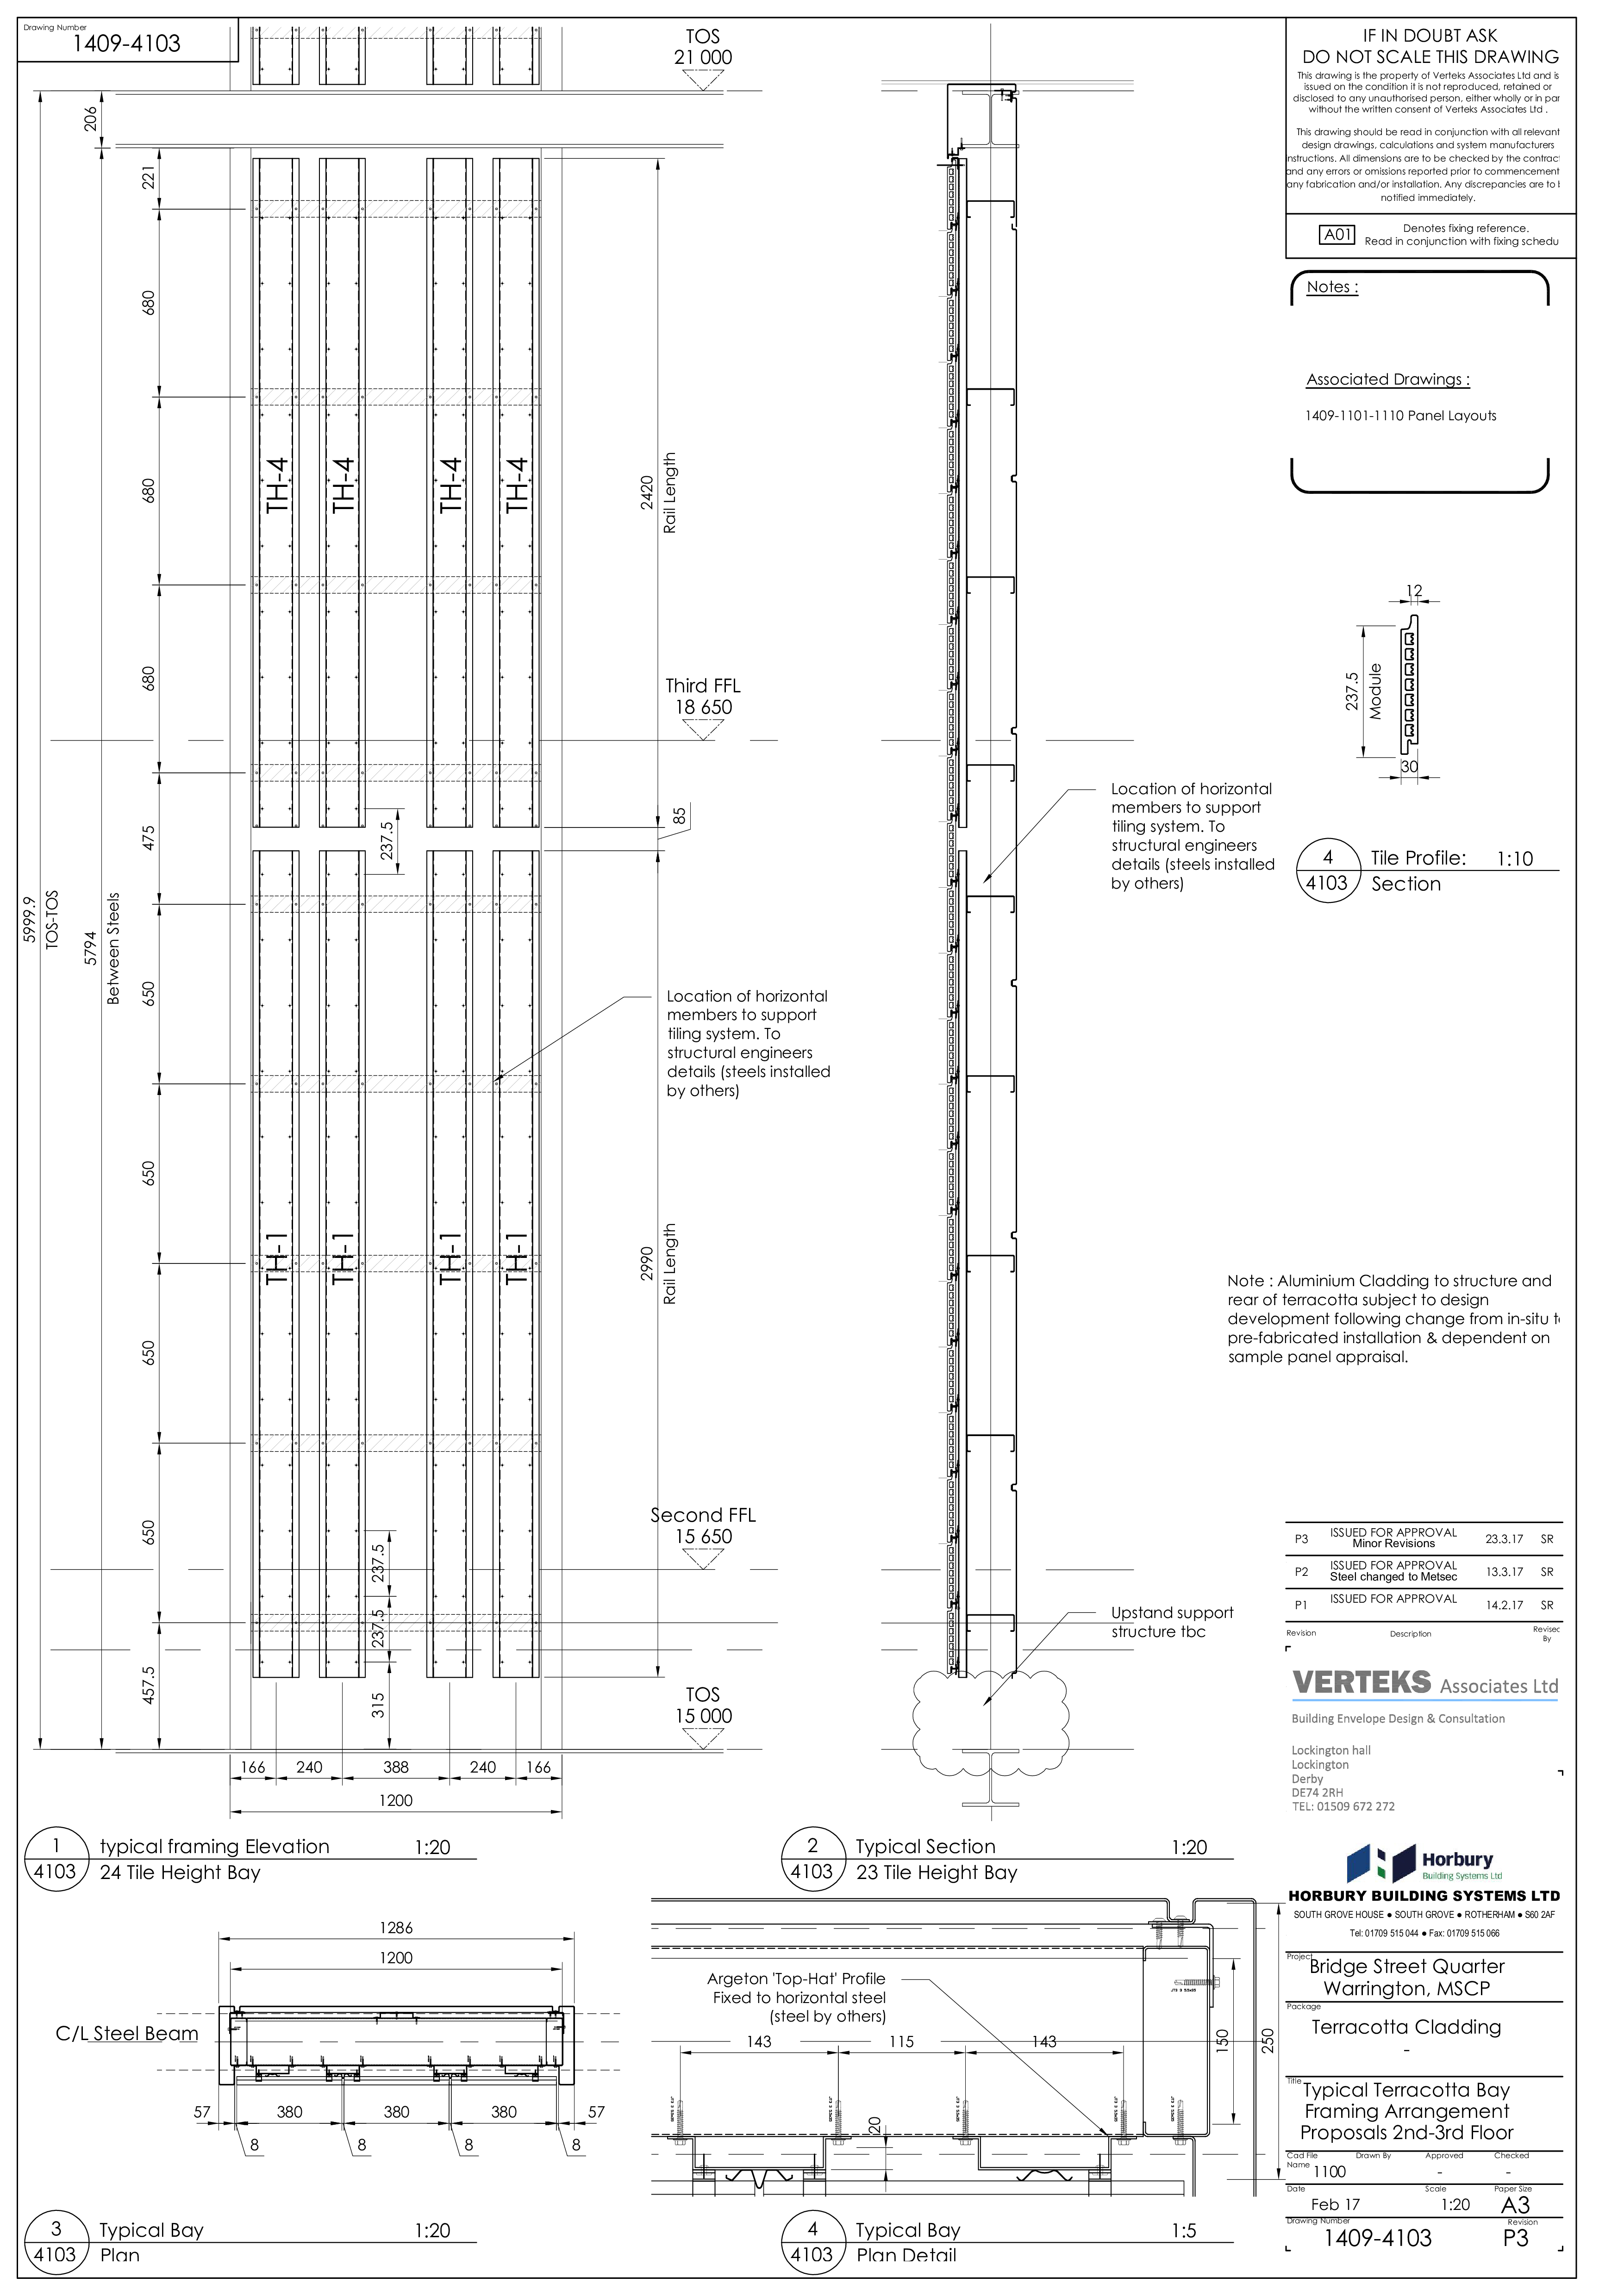 Drawing Number
1409-4103
TOS
21 000
206
221
680
680
680
680
475
650
650
650
650
457.5
5999.9
TOS-TOS
5794
Between Steels
TH-4
TH-4
TH-4
TH-4
2420
Rail Length
Third FFL
18 650
85
237.5
Location of horizontal
members to support
tiling system. To
structural engineers
details (steels installed
by others)
TH-1
TH-1
TH-1
TH-1
2990
Rail Length
Second FFL
15 650
237.5
237.5
315
TOS
15 000
166
240
388
240
166
1200
1
4103
typical framing Elevation
1:20
24 Tile Height Bay
Location of horizontal
members to support
tiling system. To
structural engineers
details (steels installed
by others)
Upstand support
structure tbc
2
4103
Typical Section
1:20
23 Tile Height Bay
1286
1200
C/L Steel Beam
57
380
380
380
57
8
8
8
8
3
4103
Typical Bay
1:20
Plan
Argeton 'Top-Hat' Profile
Fixed to horizontal steel
(steel by others)
143
115
143
20
150
250
4
4103
Typical Bay
1:5
Plan Detail
IF IN DOUBT ASK
DO NOT SCALE THIS DRAWING
This drawing is the property of Verteks Associates Ltd and is
issued on the condition it is not reproduced, retained or
disclosed to any unauthorised person, either wholly or in par
without the written consent of Verteks Associates Ltd .
This drawing should be read in conjunction with all relevant
design drawings, calculations and system manufacturers
nstructions. All dimensions are to be checked by the contrac
and any errors or omissions reported prior to commencement
any fabrication and/or installation. Any discrepancies are to b
notified immediately.
A01
Denotes fixing reference.
Read in conjunction with fixing schedu
Notes :
Associated Drawings :
1409-1101-1110 Panel Layouts
12
237.5
Module
30
4
4103
Tile Profile:
1:10
Section
Note : Aluminium Cladding to structure and
rear of terracotta subject to design
development following change from in-situ to
pre-fabricated installation & dependent on
sample panel appraisal.
P3
ISSUED FOR APPROVAL
Minor Revisions
23.3.17
SR
P2
ISSUED FOR APPROVAL
Steel changed to Metsec
13.3.17
SR
P1
ISSUED FOR APPROVAL
14.2.17
SR
Revision
Description
Revised
By
VERTEKS Associates Ltd
Building Envelope Design & Consultation
Lockington hall
Lockington
Derby
DE74 2RH
TEL: 01509 672 272
Horbury
Building Systems Ltd
HORBURY BUILDING SYSTEMS LTD
SOUTH GROVE HOUSE ● SOUTH GROVE ● ROTHERHAM ● S60 2AF
Tel: 01709 515 044 ● Fax: 01709 515 066
Project
Bridge Street Quarter
Warrington, MSCP
Package
Terracotta Cladding
-
Title
Typical Terracotta Bay
Framing Arrangement
Proposals 2nd-3rd Floor
Cad File
Name
1100
Drawn By
Approved
-
Checked
-
Date
Feb 17
Scale
1:20
Paper Size
A3
Drawing Number
1409-4103
Revision
P3